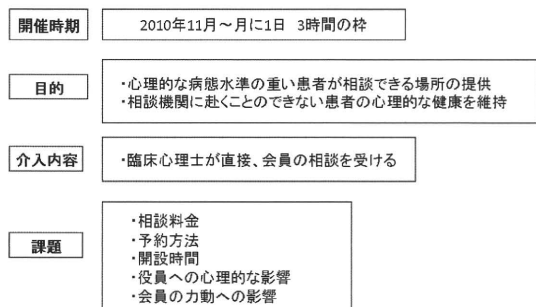 開催時期
2010年11月～月に1日 3時間の枠
目的
・心理的な病態水準の重い患者が相談できる場所の提供
・相談機関に赴くことのできない患者の心理的な健康を維持
介入内容
・臨床心理士が直接、会員の相談を受ける
課題
・相談料金
・予約方法
・開設時間
・役員への心理的な影響
・会員の力動への影響